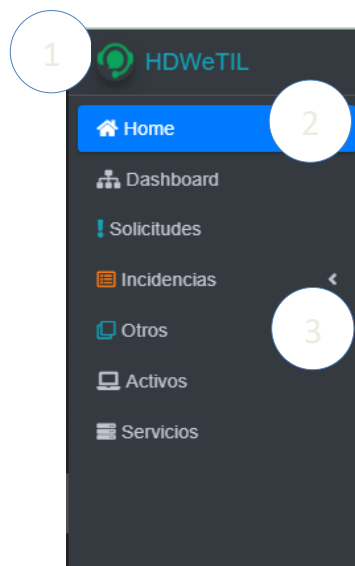 1
HDWeTIL
Home
2
Dashboard
Solicitudes
Incidencias
Otros
3
Activos
Servicios